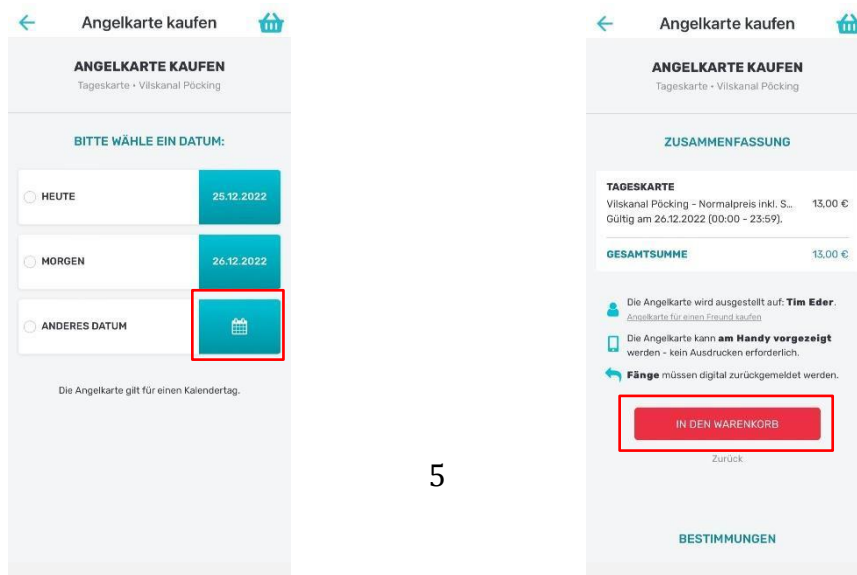 Angelkarte kaufen
ANGELKARTE KAUFEN
Tageskarte • Vilskanal Pöcking
BITTE WÄHLE EIN DATUM:
HEUTE 25.12.2022
MORGEN 26.12.2022
ANDERES DATUM
Die Angelkarte gilt für einen Kalendertag.
5
Angelkarte kaufen
ANGELKARTE KAUFEN
Tageskarte • Vilskanal Pöcking
ZUSAMMENFASSUNG
TAGESKARTE
Vilskanal Pöcking - Normalpreis inkl. S... 13,00 €
Gültig am 26.12.2022 (00:00 - 23:59).
GESAMTSUMME 13,00 €
Die Angelkarte wird ausgestellt auf: Tim Eder.
Angelkarte für einen Freund kaufen
Die Angelkarte kann am Handy vorgezeigt
werden - kein Ausdrucken erforderlich.
Fänge müssen digital zurückgemeldet werden.
IN DEN WARENKORB
Zurück
BESTIMMUNGEN